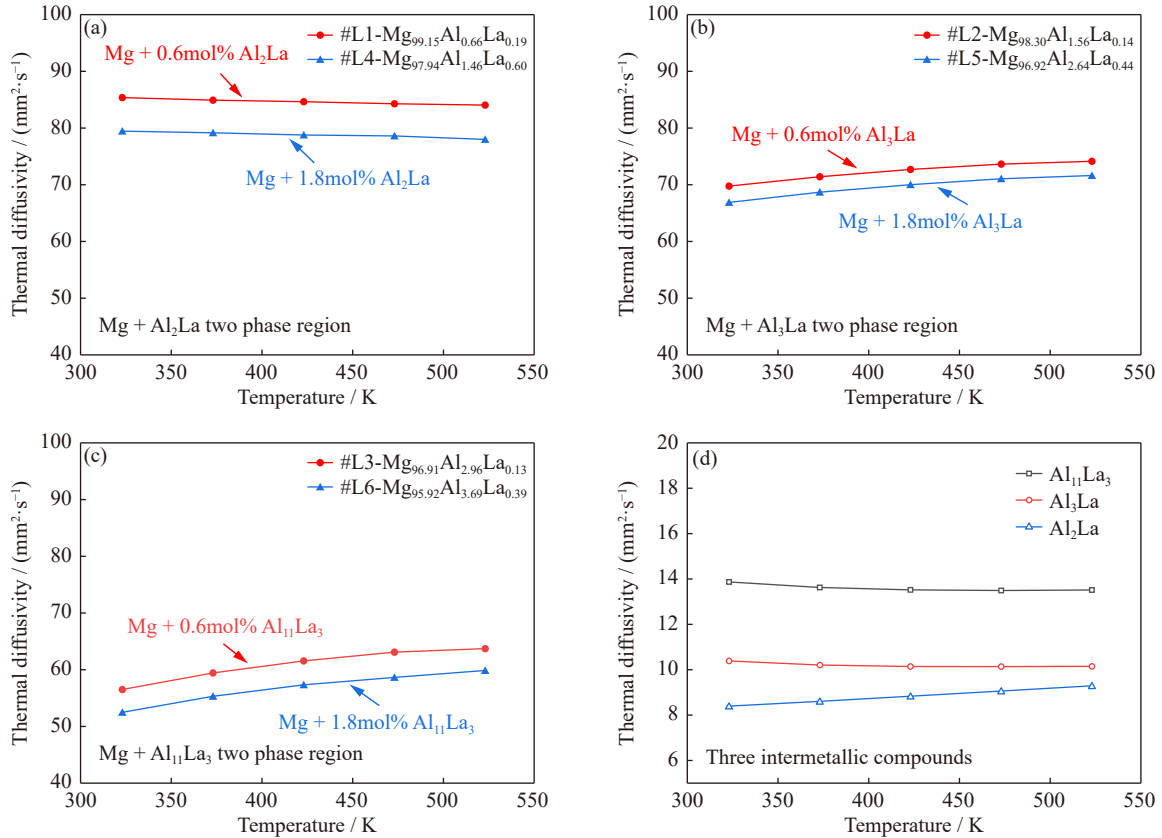 (a)
#L1-Mg₉₉.₁₅Al₀.₆₆La₀.₁₉
#L4-Mg₉₇.₉₄Al₁.₄₆La₀.₆₀
Mg + 0.6mol% Al₂La
Mg + 1.8mol% Al₂La
Mg + Al₂La two phase region
Thermal diffusivity / (mm²·s⁻¹)
100
90
80
70
60
50
40
300 350 400 450 500 550
Temperature / K
(b)
#L2-Mg₉₈.₃₀Al₁.₅₆La₀.₁₄
#L5-Mg₉₆.₉₂Al₂.₆₄La₀.₄₄
Mg + 0.6mol% Al₃La
Mg + 1.8mol% Al₃La
Mg + Al₃La two phase region
Thermal diffusivity / (mm²·s⁻¹)
100
90
80
70
60
50
40
300 350 400 450 500 550
Temperature / K
(c)
#L3-Mg₉₆.₉₁Al₂.₉₆La₀.₁₃
#L6-Mg₉₅.₉₂Al₃.₆₉La₀.₃₉
Mg + 0.6mol% Al₁₁La₃
Mg + 1.8mol% Al₁₁La₃
Mg + Al₁₁La₃ two phase region
Thermal diffusivity / (mm²·s⁻¹)
100
90
80
70
60
50
40
300 350 400 450 500 550
Temperature / K
(d)
Al₁₁La₃
Al₃La
Al₂La
Three intermetallic compounds
Thermal diffusivity / (mm²·s⁻¹)
20
18
16
14
12
10
8
6
300 350 400 450 500 550
Temperature / K